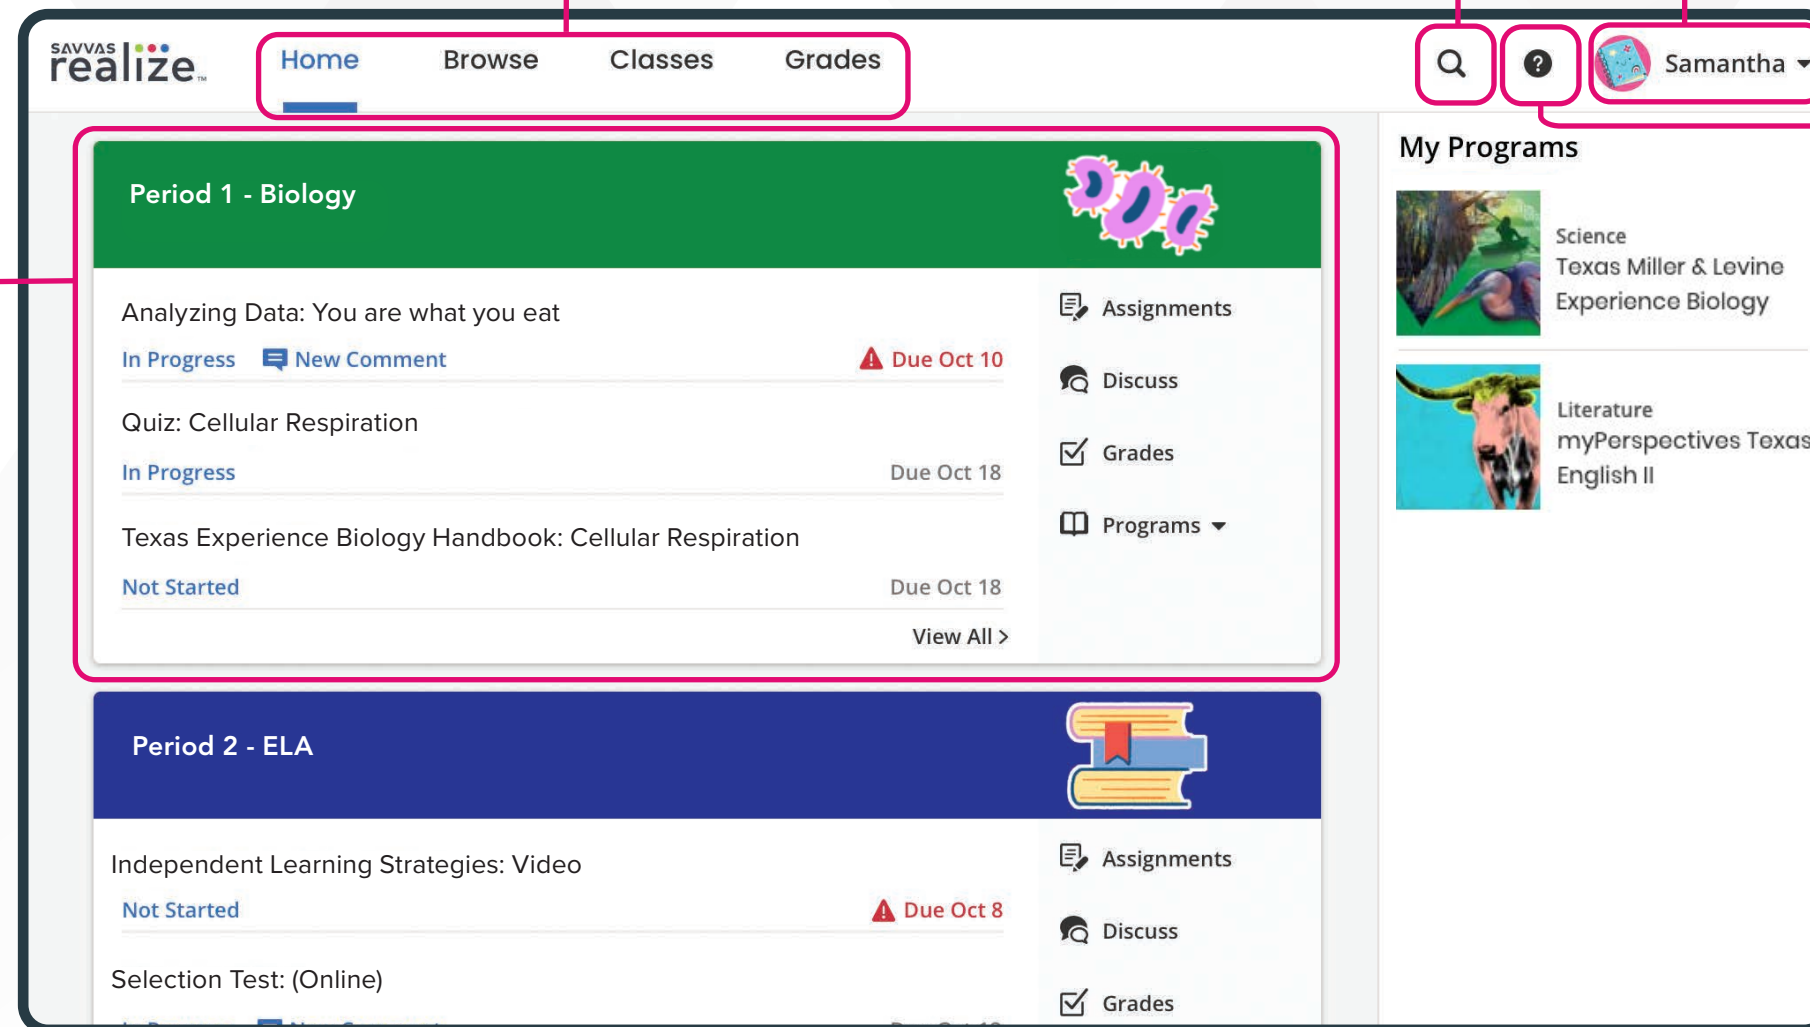 SAVVAS
realize™
Home Browse Classes Grades
Samantha
Period 1 - Biology
Analyzing Data: You are what you eat
In Progress New Comment Due Oct 10
Quiz: Cellular Respiration
In Progress Due Oct 18
Texas Experience Biology Handbook: Cellular Respiration
Not Started Due Oct 18
View All >
Assignments
Discuss
Grades
Programs
Period 2 - ELA
Independent Learning Strategies: Video
Not Started Due Oct 8
Selection Test: (Online)
Assignments
Discuss
Grades
My Programs
Science
Texas Miller & Levine
Experience Biology
Literature
myPerspectives Texas
English II